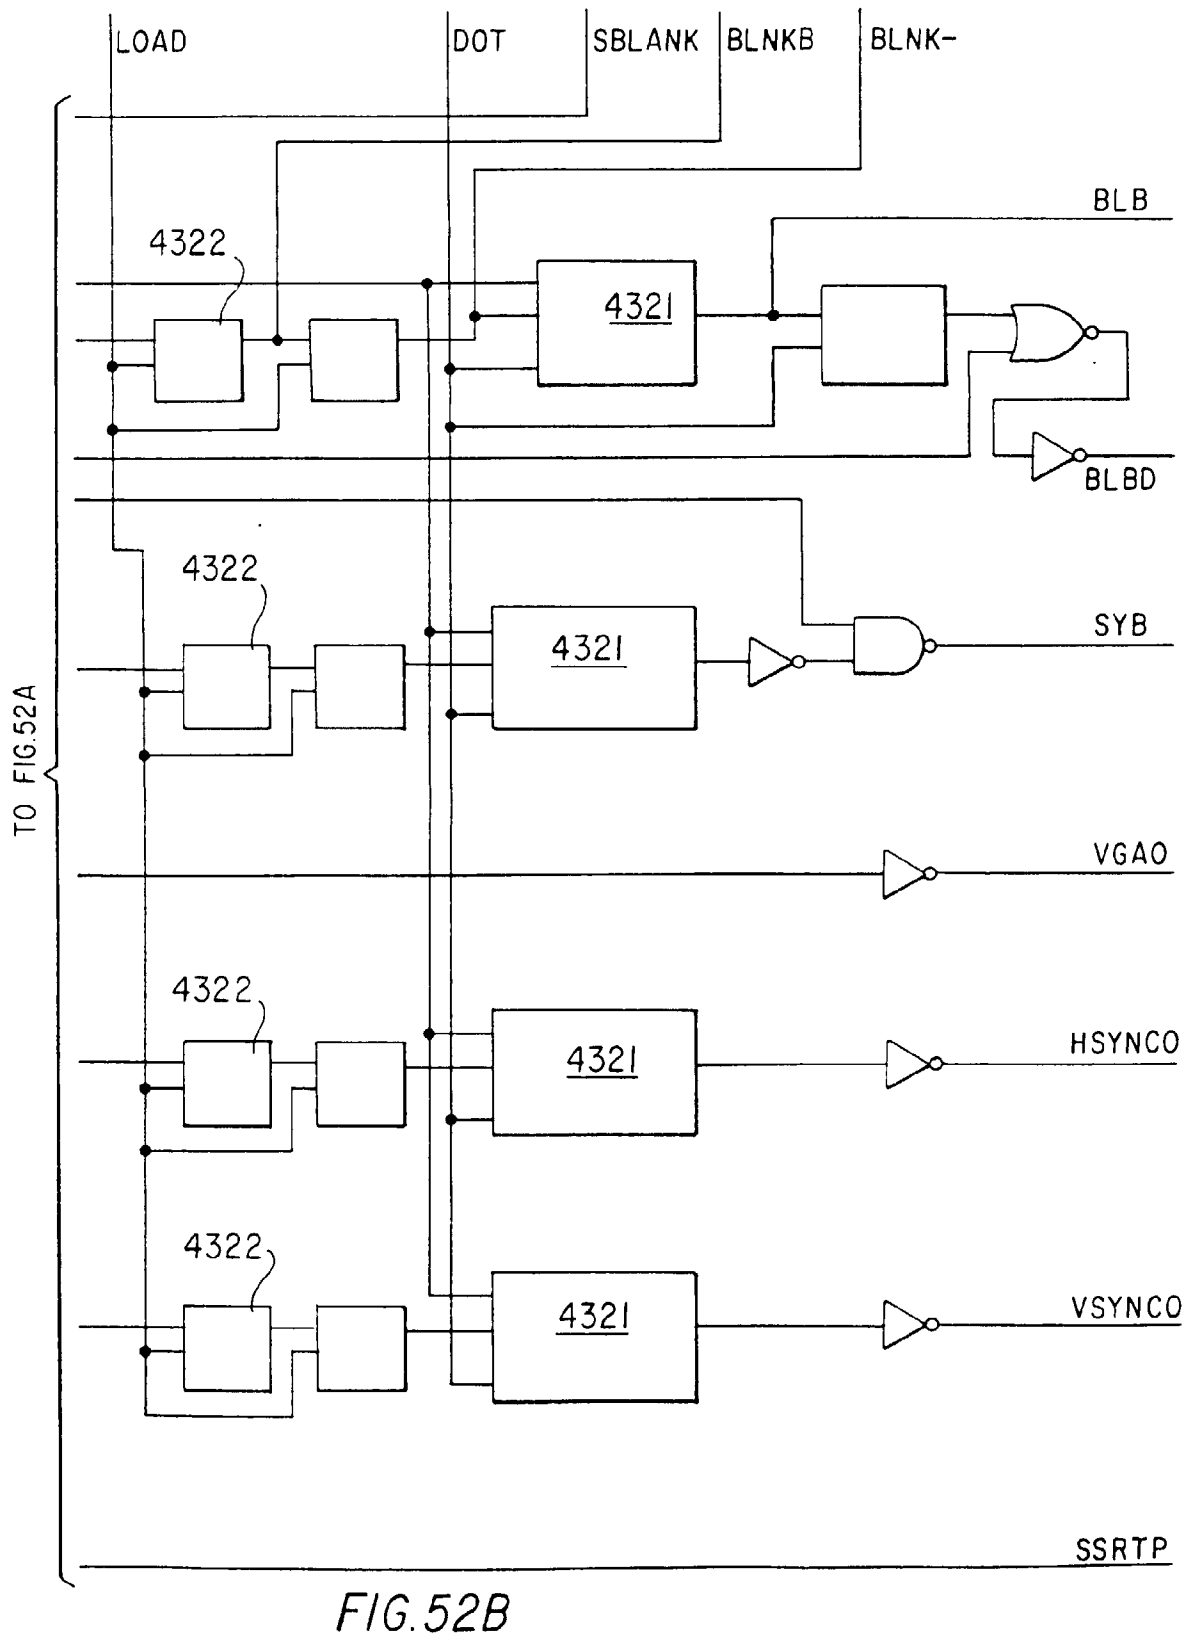 LOAD
DOT
SBLANK
BLNKB
BLNK-
BLB
4322
4321
BLBD
4322
4321
SYB
TO FIG.52A
VGAO
4322
4321
HSYNCO
4322
4321
VSYNCO
SSRTP
FIG.52B